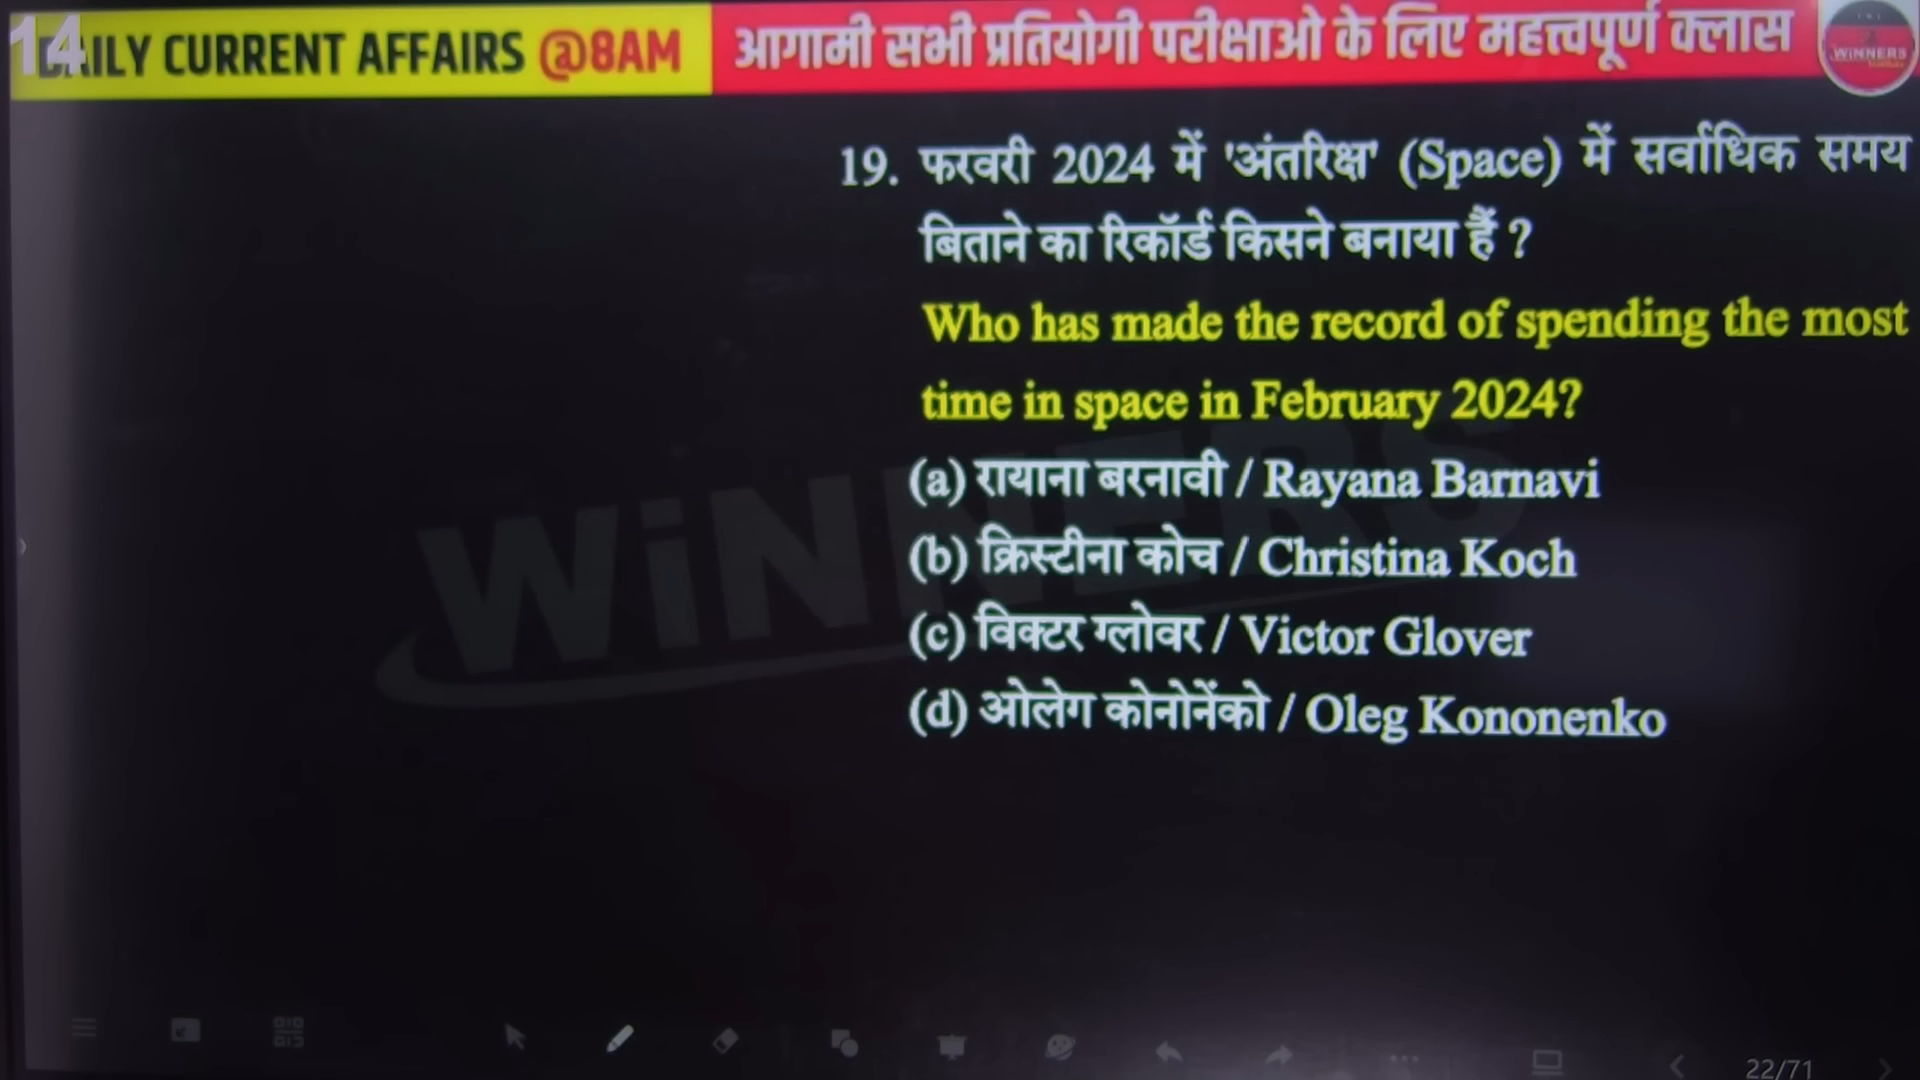 14
DAILY CURRENT AFFAIRS @8AM
आगामी सभी प्रतियोगी परीक्षाओ के लिए महत्त्वपूर्ण क्लास
WINNERS
19. फरवरी 2024 में 'अंतरिक्ष' (Space) में सर्वाधिक समय
बिताने का रिकॉर्ड किसने बनाया हैं ?
Who has made the record of spending the most
time in space in February 2024?
(a) रायाना बरनावी / Rayana Barnavi
(b) क्रिस्टीना कोच / Christina Koch
(c) विक्टर ग्लोवर / Victor Glover
(d) ओलेग कोनोनेंको / Oleg Kononenko
WiNNERS
22/71